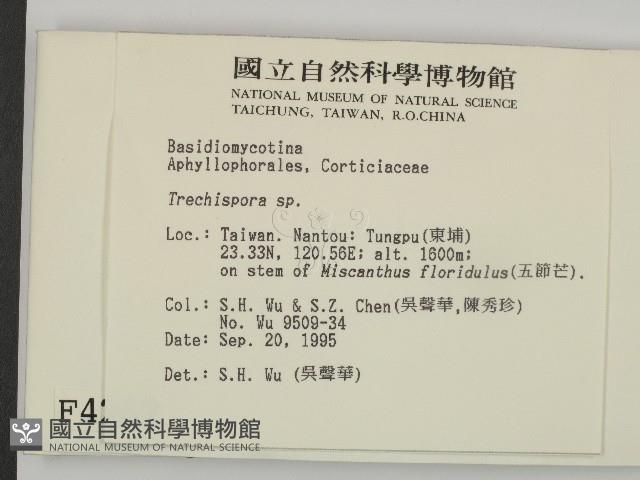 國立自然科學博物館
NATIONAL MUSEUM OF NATURAL SCIENCE
TAICHUNG, TAIWAN, R.O.CHINA
Basidiomycotina
Aphyllophorales, Corticiaceae
Trechispora sp.
Loc.: Taiwan. Nantou: Tungpu(東埔)
23.33N, 120.56E; alt. 1600m;
on stem of Miscanthus floridulus(五節芒).
Col.: S.H. Wu & S.Z. Chen(吳聲華,陳秀珍)
No. Wu 9509-34
Date: Sep. 20, 1995
Det.: S.H. Wu (吳聲華)
國立自然科學博物館
NATIONAL MUSEUM OF NATURAL SCIENCE